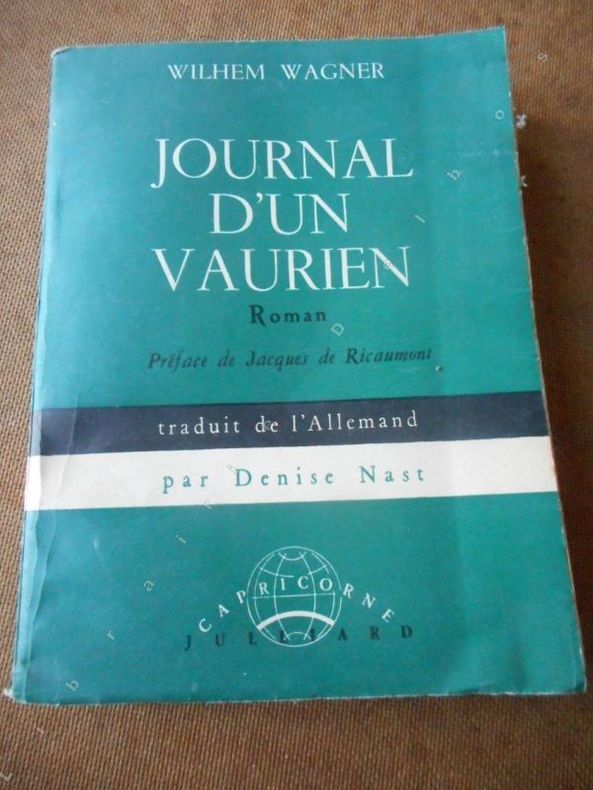 WILHEM WAGNER
JOURNAL
D'UN
VAURIEN
Roman
Préface de Jacques de Ricaumont
traduit de l'Allemand
par Denise Nast
CAPRICORNE
JULLIARD